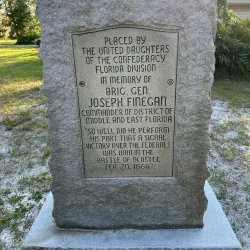 PLACED BY
THE UNITED DAUGHTERS
OF THE CONFEDERACY
FLORIDA DIVISION
IN MEMORY OF
BRIG. GEN.
JOSEPH FINEGAN
COMMANDER OF DISTRICT OF
MIDDLE AND EAST FLORIDA
"SO WELL DID HE PERFORM
HIS PART THAT A SIGNAL
VICTORY OVER THE FEDERALS
WAS WON IN THE
BATTLE OF OLUSTEE
FEB. 20, 1864"